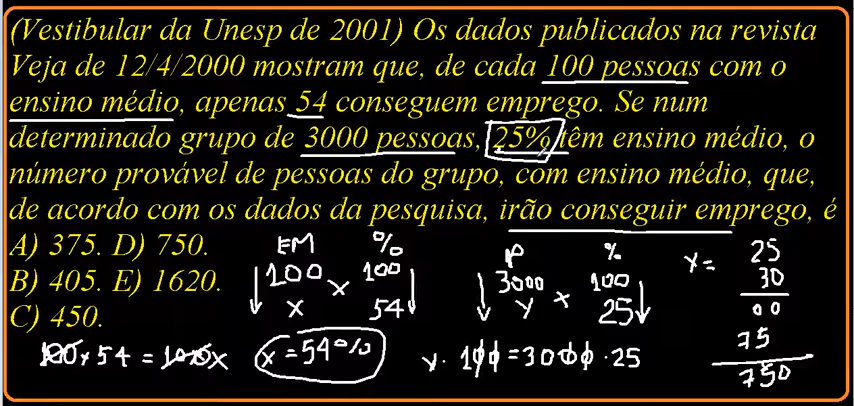 (Vestibular da Unesp de 2001) Os dados publicados na revista
Veja de 12/4/2000 mostram que, de cada 100 pessoas com o
ensino médio, apenas 54 conseguem emprego. Se num
determinado grupo de 3000 pessoas, 25% têm ensino médio, o
número provável de pessoas do grupo, com ensino médio, que,
de acordo com os dados da pesquisa, irão conseguir emprego, é
A) 375. D) 750.
B) 405. E) 1620.
C) 450.
EM %
100 x 100
x 54
100 x 54 = 100x
x = 54%
P %
3000 100
y x 25
y . 100 = 3000 . 25
y = 25
30
00
75
750